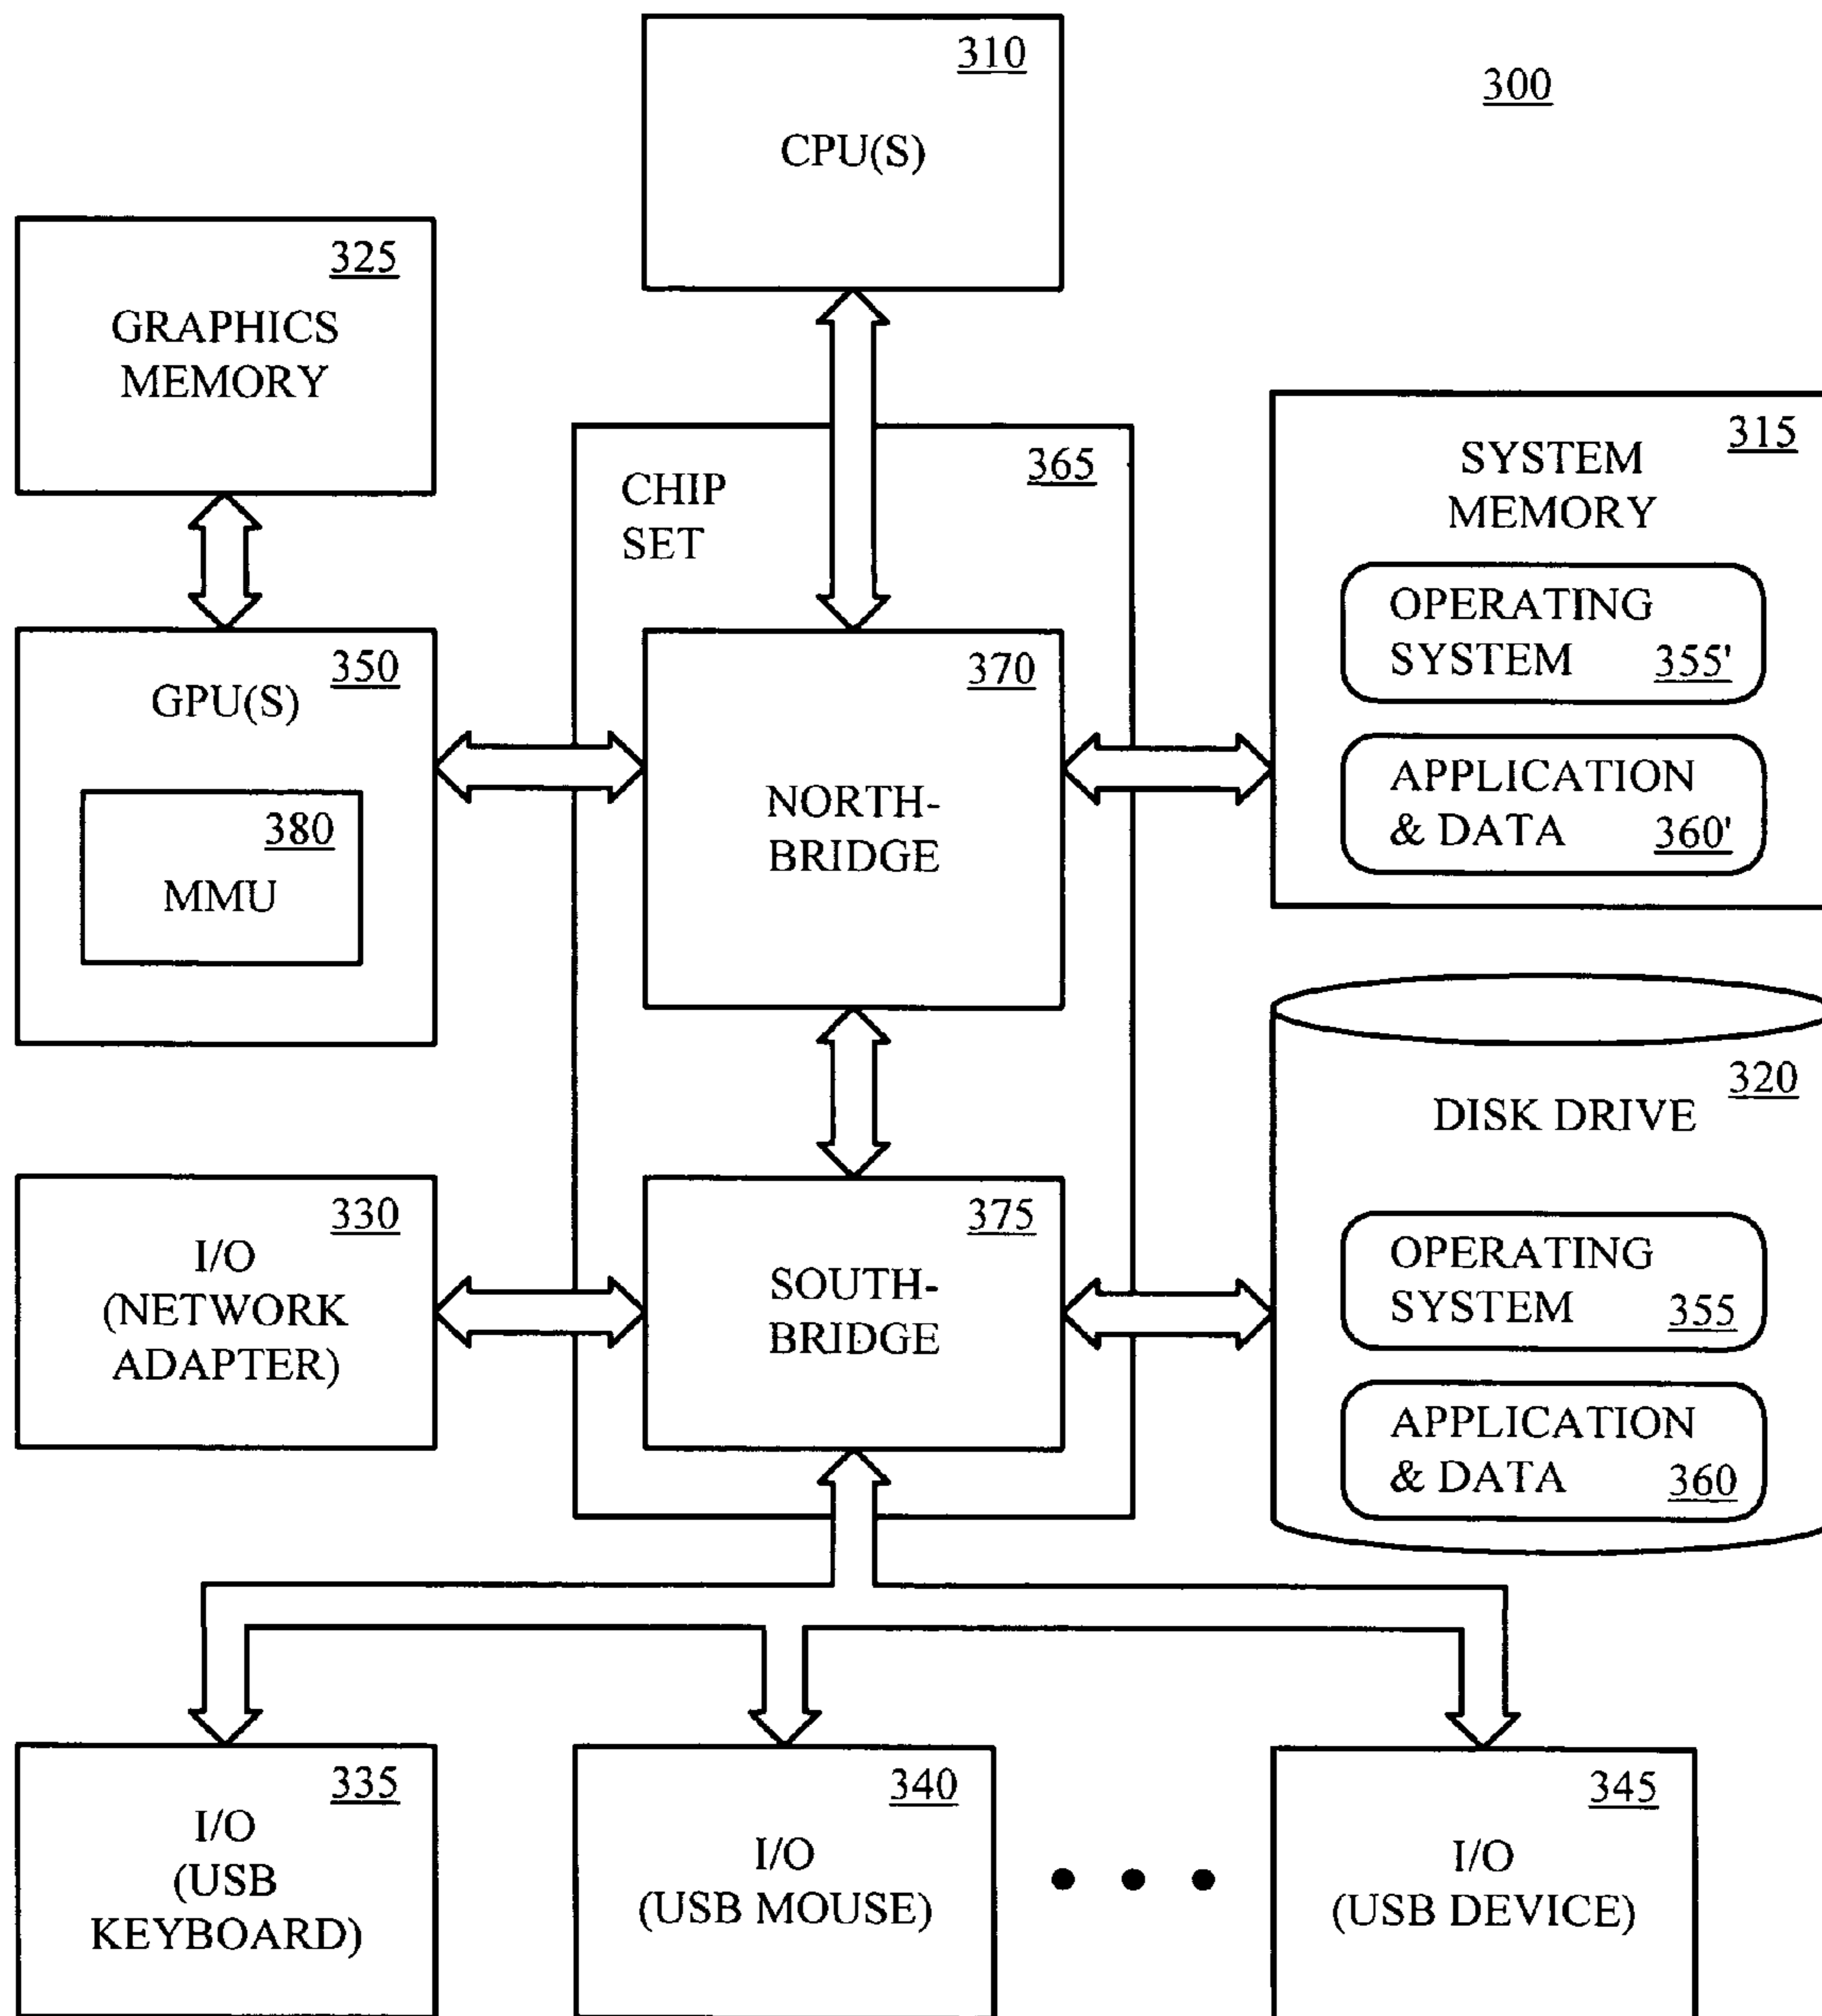 310
CPU(S)
300
325
GRAPHICS
MEMORY
365
CHIP
SET
315
SYSTEM
MEMORY
OPERATING
SYSTEM 355'
APPLICATION
& DATA 360'
350
GPU(S)
380
MMU
370
NORTH-
BRIDGE
320
DISK DRIVE
OPERATING
SYSTEM 355
APPLICATION
& DATA 360
330
I/O
(NETWORK
ADAPTER)
375
SOUTH-
BRIDGE
335
I/O
(USB
KEYBOARD)
340
I/O
(USB MOUSE)
345
I/O
(USB DEVICE)